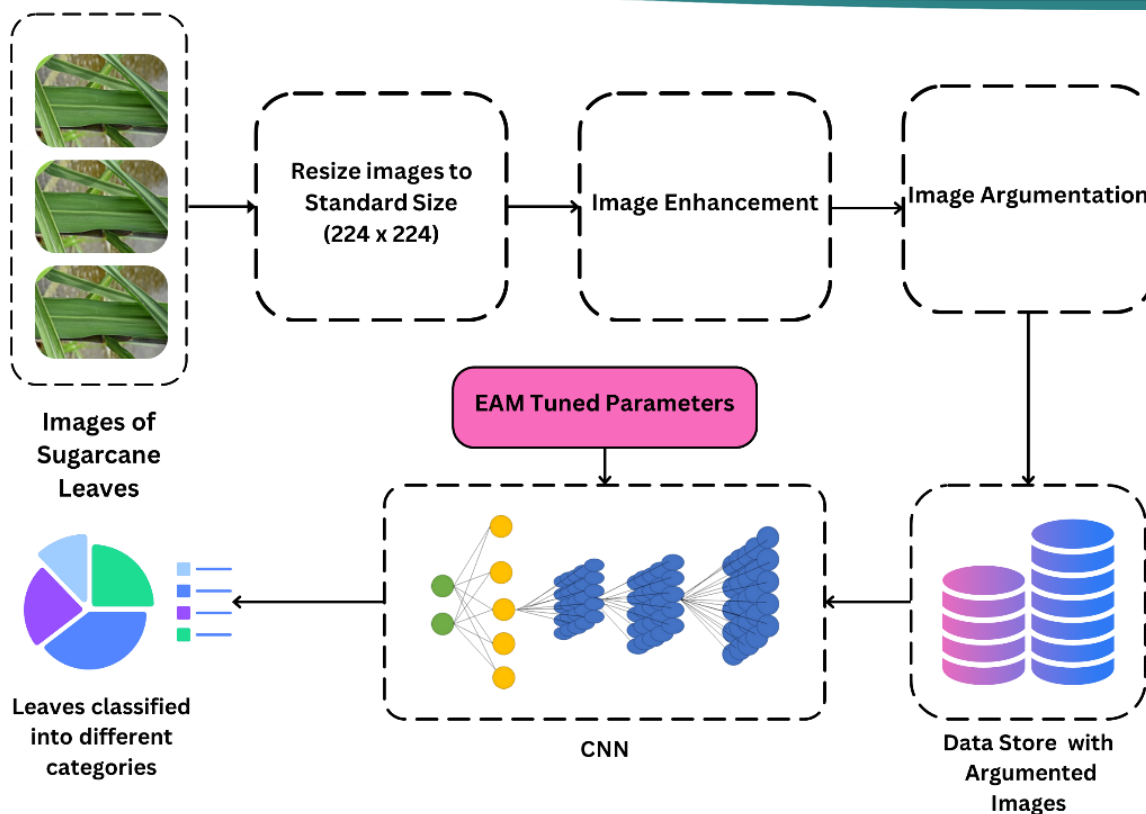 Images of
Sugarcane
Leaves
Resize images to
Standard Size
(224 x 224)
Image Enhancement
Image Argumentation
EAM Tuned Parameters
Data Store with
Argumented
Images
CNN
Leaves classified
into different
categories